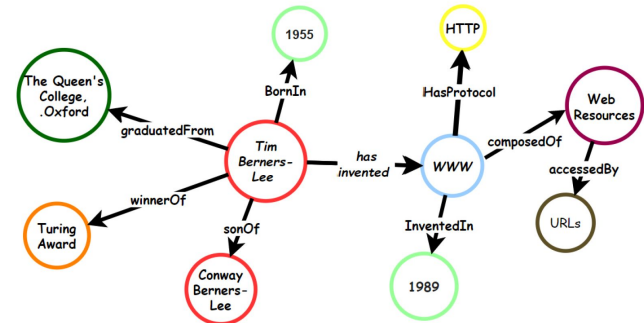 HTTP
1955
The Queen's
College,
.Oxford
BornIn
HasProtocol
Web
Resources
graduatedFrom
Tim
Berners-
Lee
has
invented
WWW
composedOf
accessedBy
winnerOf
Turing
Award
sonOf
InventedIn
URLs
Conway
Berners-
Lee
1989